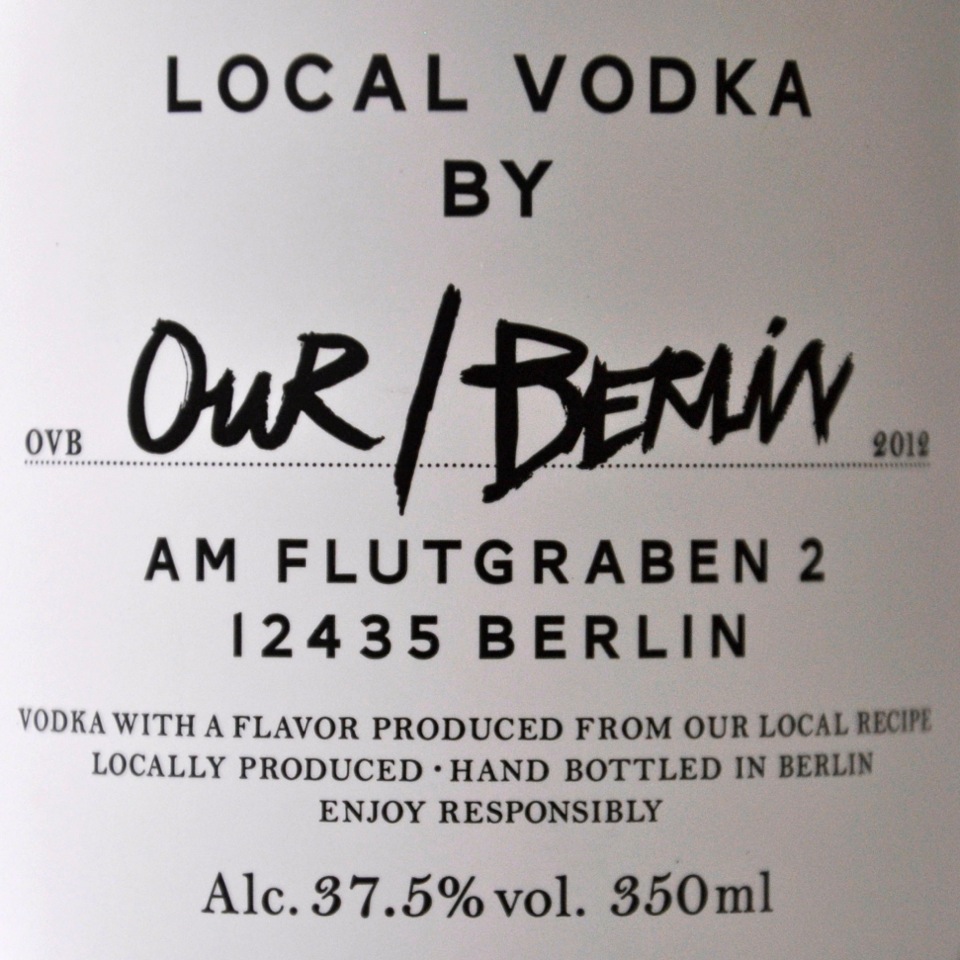 LOCAL VODKA
BY
OuR/BERLiN
OVB 2012
AM FLUTGRABEN 2
12435 BERLIN
VODKA WITH A FLAVOR PRODUCED FROM OUR LOCAL RECIPE
LOCALLY PRODUCED · HAND BOTTLED IN BERLIN
ENJOY RESPONSIBLY
Alc. 37.5% vol. 350ml